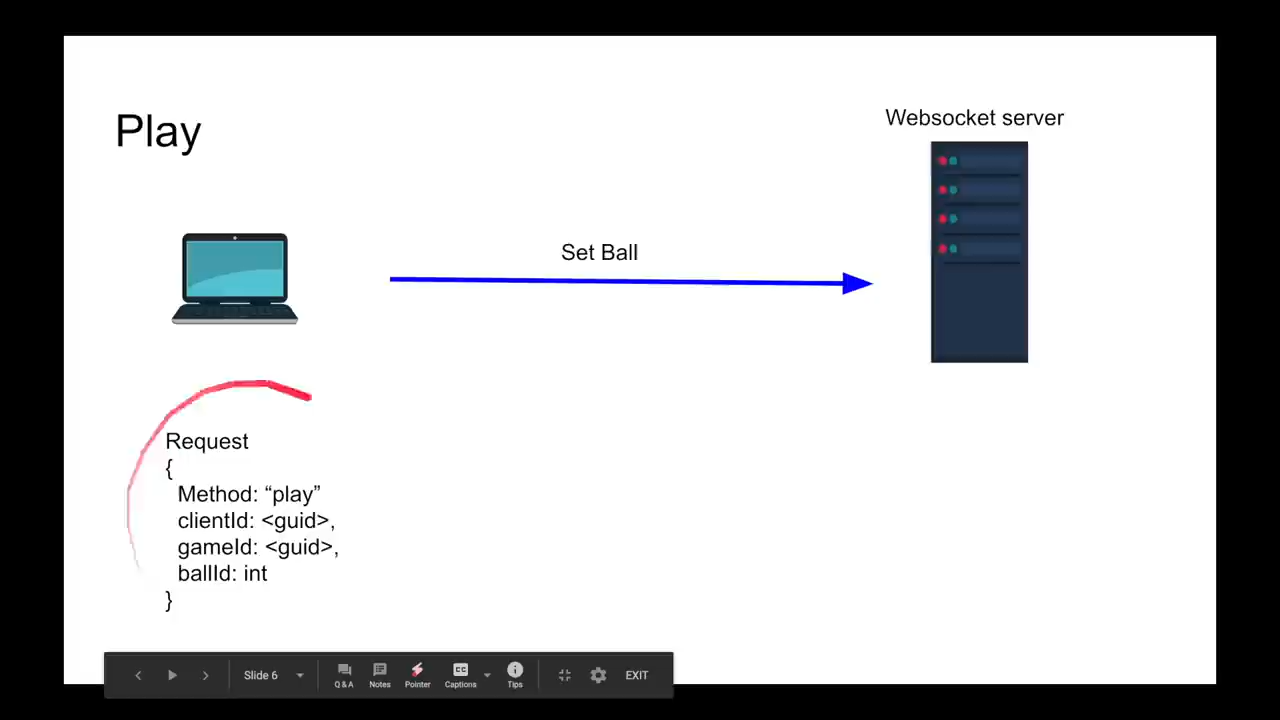 Play
Websocket server
Set Ball
Request
{
Method: “play”
clientId: <guid>,
gameId: <guid>,
ballId: int
}
Slide 6
Q & A
Notes
Pointer
CC
Captions
Tips
EXIT